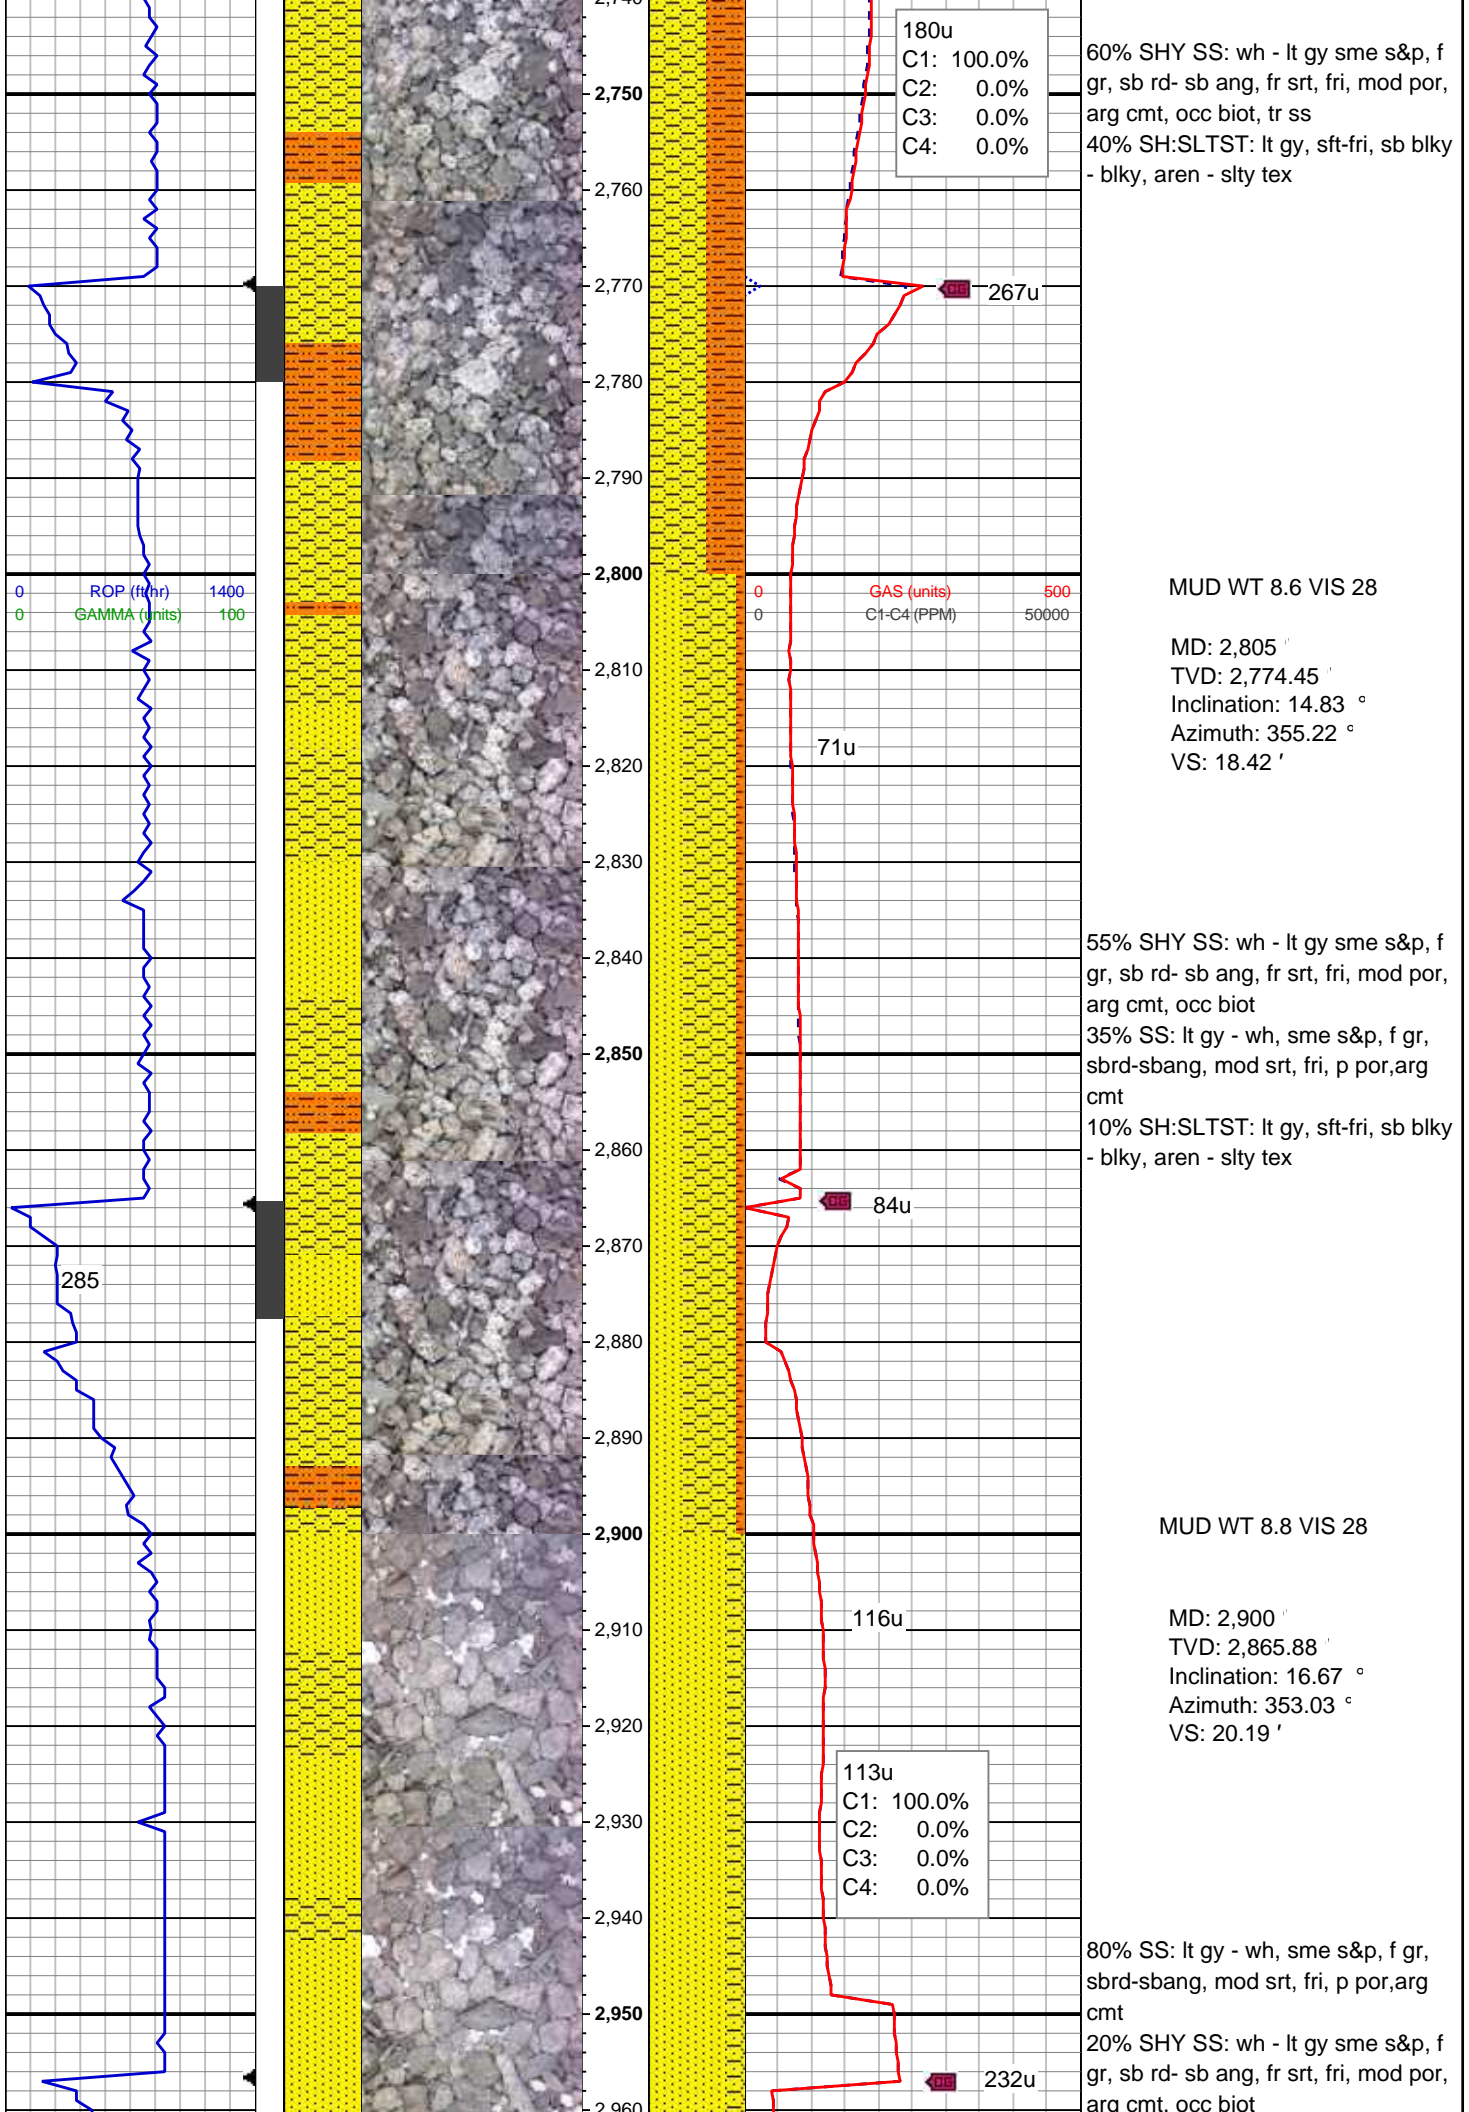 2,740
180u
C1: 100.0%
C2: 0.0%
C3: 0.0%
C4: 0.0%
60% SHY SS: wh - lt gy sme s&p, f
gr, sb rd- sb ang, fr srt, fri, mod por,
arg cmt, occ biot, tr ss
40% SH:SLTST: lt gy, sft-fri, sb blky
- blky, aren - slty tex
2,750
2,760
2,770
CG
267u
2,780
2,790
2,800
0 ROP (ft/hr) 1400
0 GAMMA (units) 100
0 GAS (units) 500
0 C1-C4 (PPM) 50000
MUD WT 8.6 VIS 28
MD: 2,805 '
TVD: 2,774.45 '
Inclination: 14.83 °
Azimuth: 355.22 °
VS: 18.42 '
2,810
71u
2,820
2,830
2,840
55% SHY SS: wh - lt gy sme s&p, f
gr, sb rd- sb ang, fr srt, fri, mod por,
arg cmt, occ biot
35% SS: lt gy - wh, sme s&p, f gr,
sbrd-sbang, mod srt, fri, p por,arg
cmt
10% SH:SLTST: lt gy, sft-fri, sb blky
- blky, aren - slty tex
2,850
2,860
CG
84u
2,870
285
2,880
2,890
2,900
MUD WT 8.8 VIS 28
MD: 2,900 '
TVD: 2,865.88 '
Inclination: 16.67 °
Azimuth: 353.03 °
VS: 20.19 '
2,910
116u
2,920
113u
C1: 100.0%
C2: 0.0%
C3: 0.0%
C4: 0.0%
2,930
2,940
80% SS: lt gy - wh, sme s&p, f gr,
sbrd-sbang, mod srt, fri, p por,arg
cmt
20% SHY SS: wh - lt gy sme s&p, f
gr, sb rd- sb ang, fr srt, fri, mod por,
arg cmt, occ biot
2,950
CG
232u
2,960